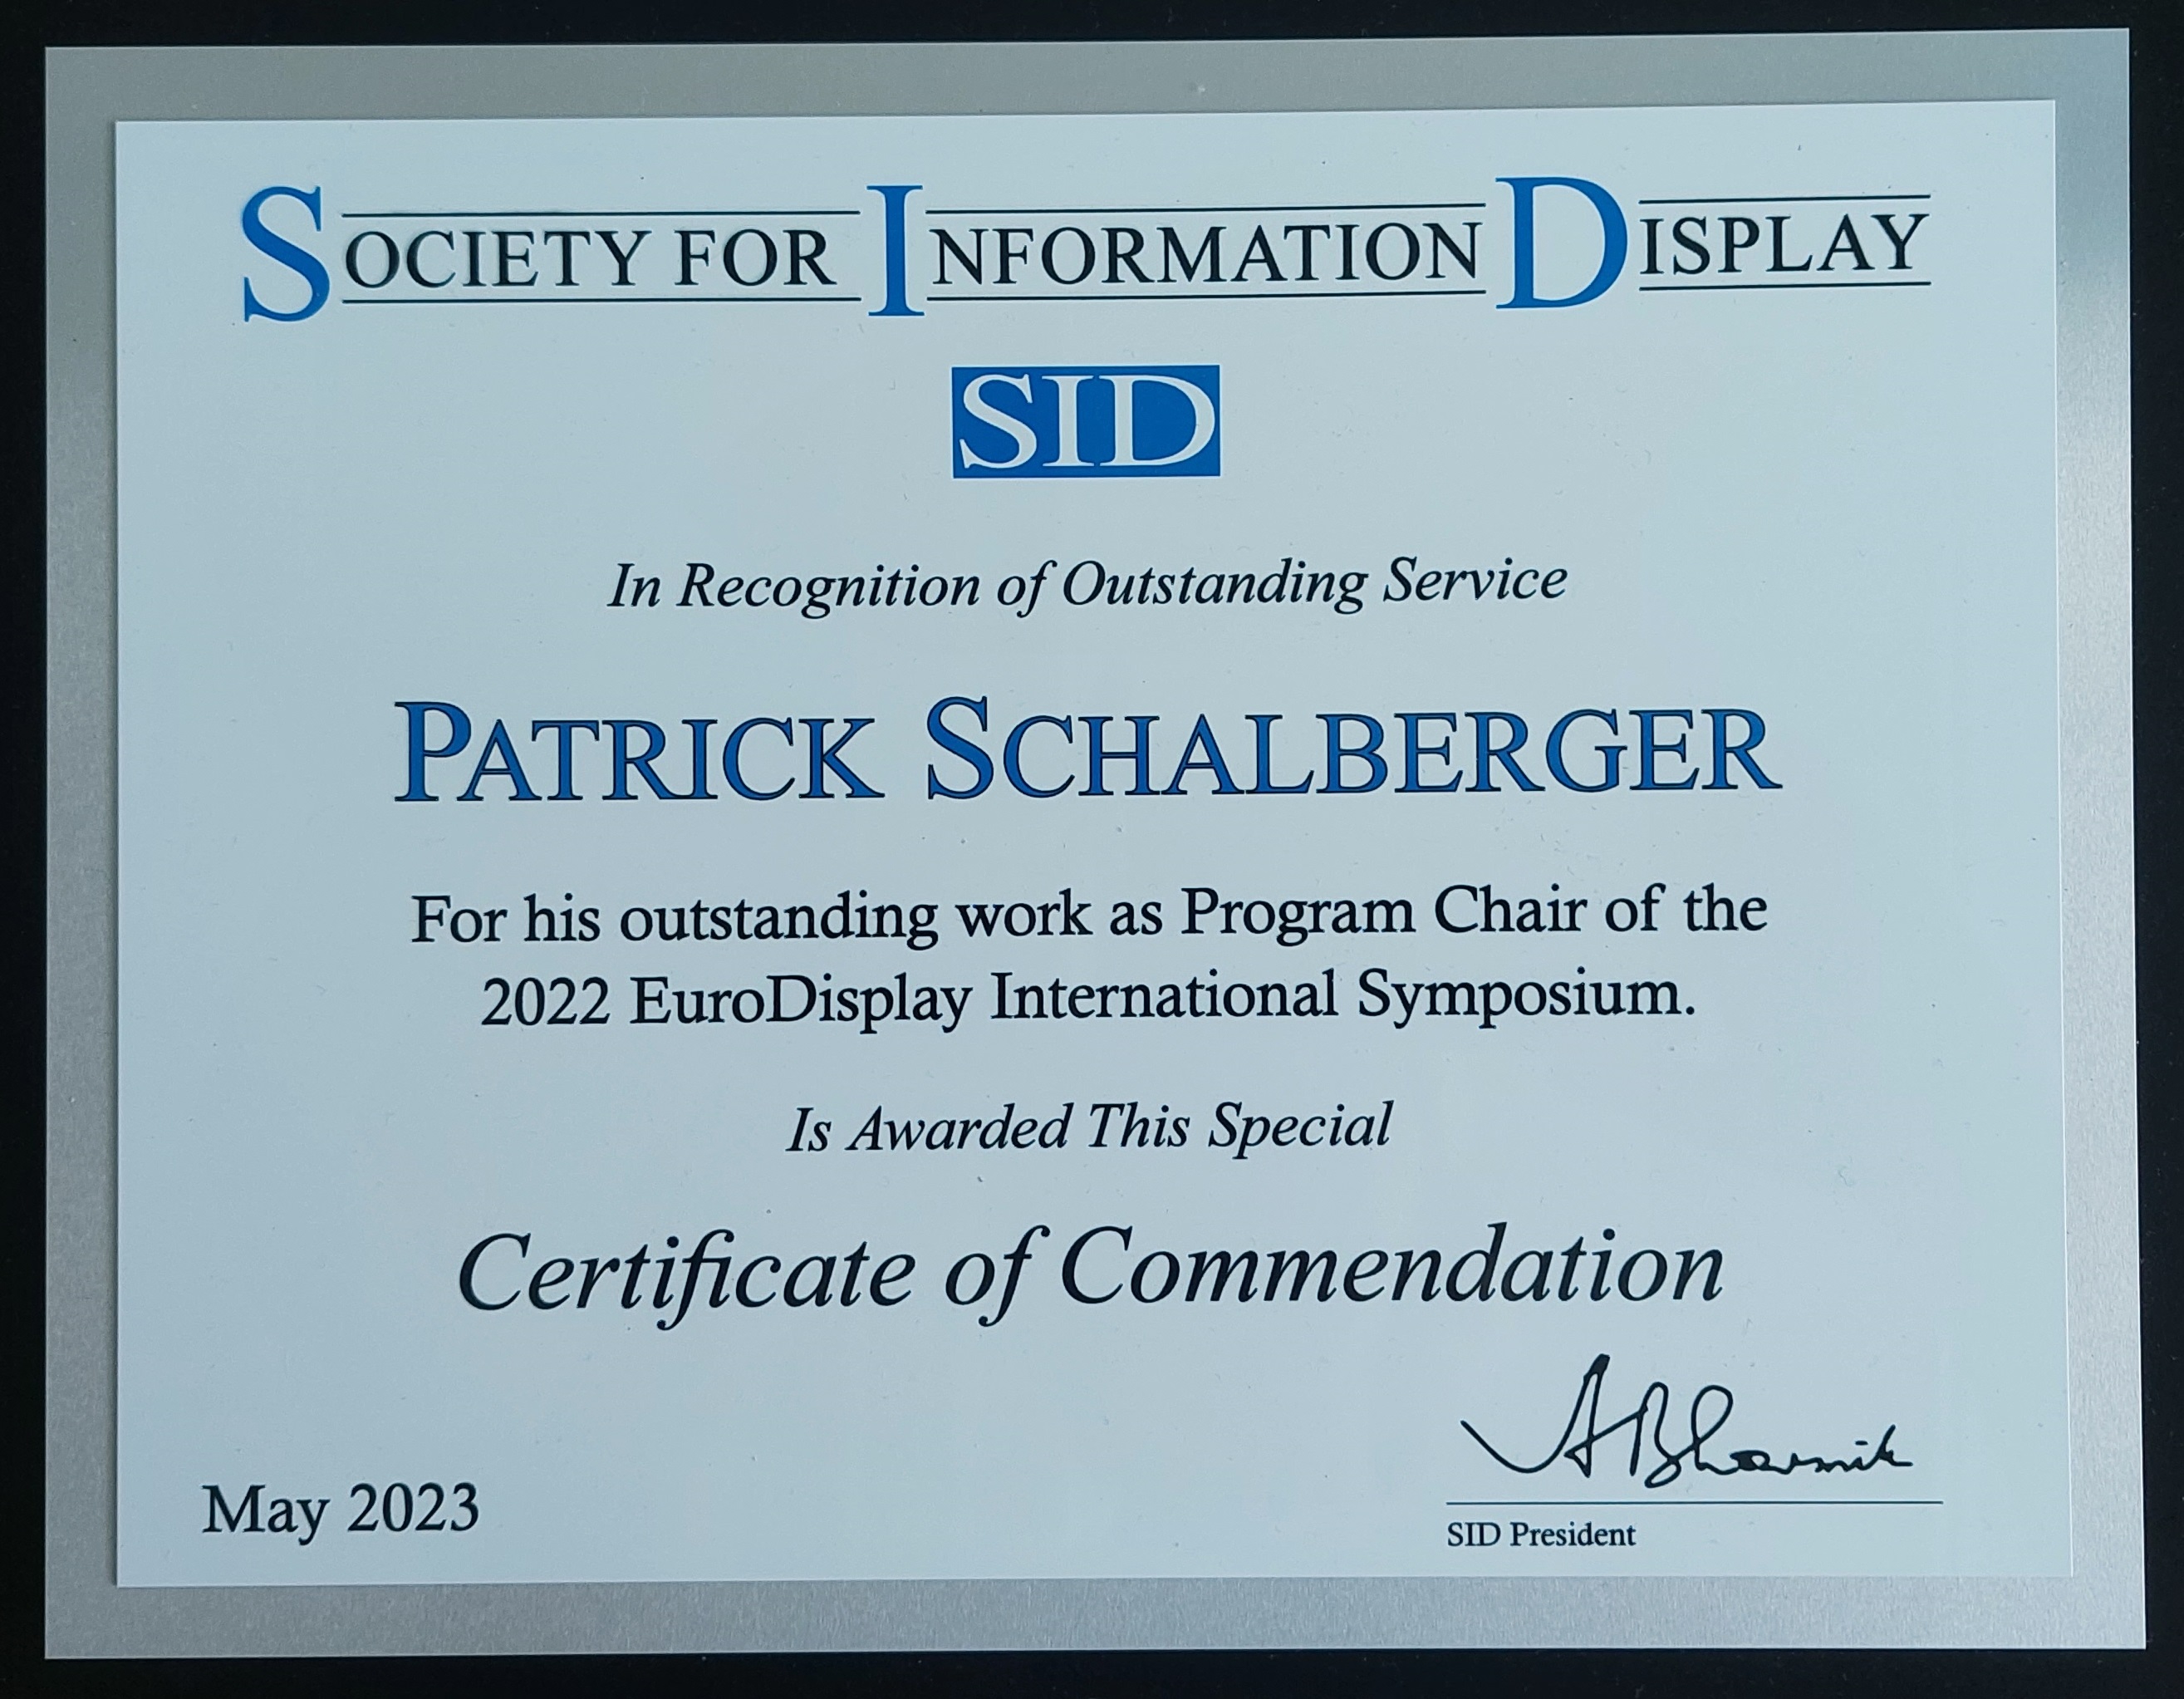 SOCIETY FOR INFORMATION DISPLAY
SID
In Recognition of Outstanding Service
PATRICK SCHALBERGER
For his outstanding work as Program Chair of the
2022 EuroDisplay International Symposium.
Is Awarded This Special
Certificate of Commendation
ABhowmik
May 2023
SID President